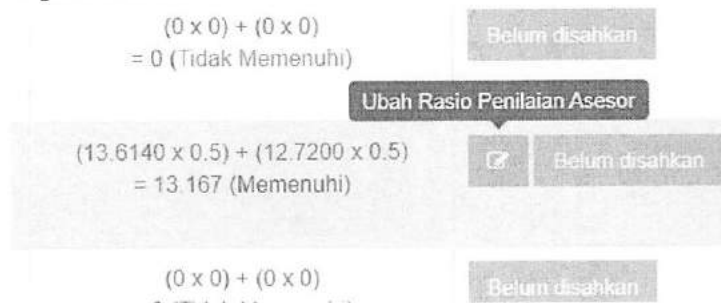 (0 x 0) + (0 x 0)
= 0 (Tidak Memenuhi)
Belum disahkan
Ubah Rasio Penilaian Asesor
(13.6140 x 0.5) + (12.7200 x 0.5)
= 13.167 (Memenuhi)
Belum disahkan
(0 x 0) + (0 x 0)
Belum disahkan